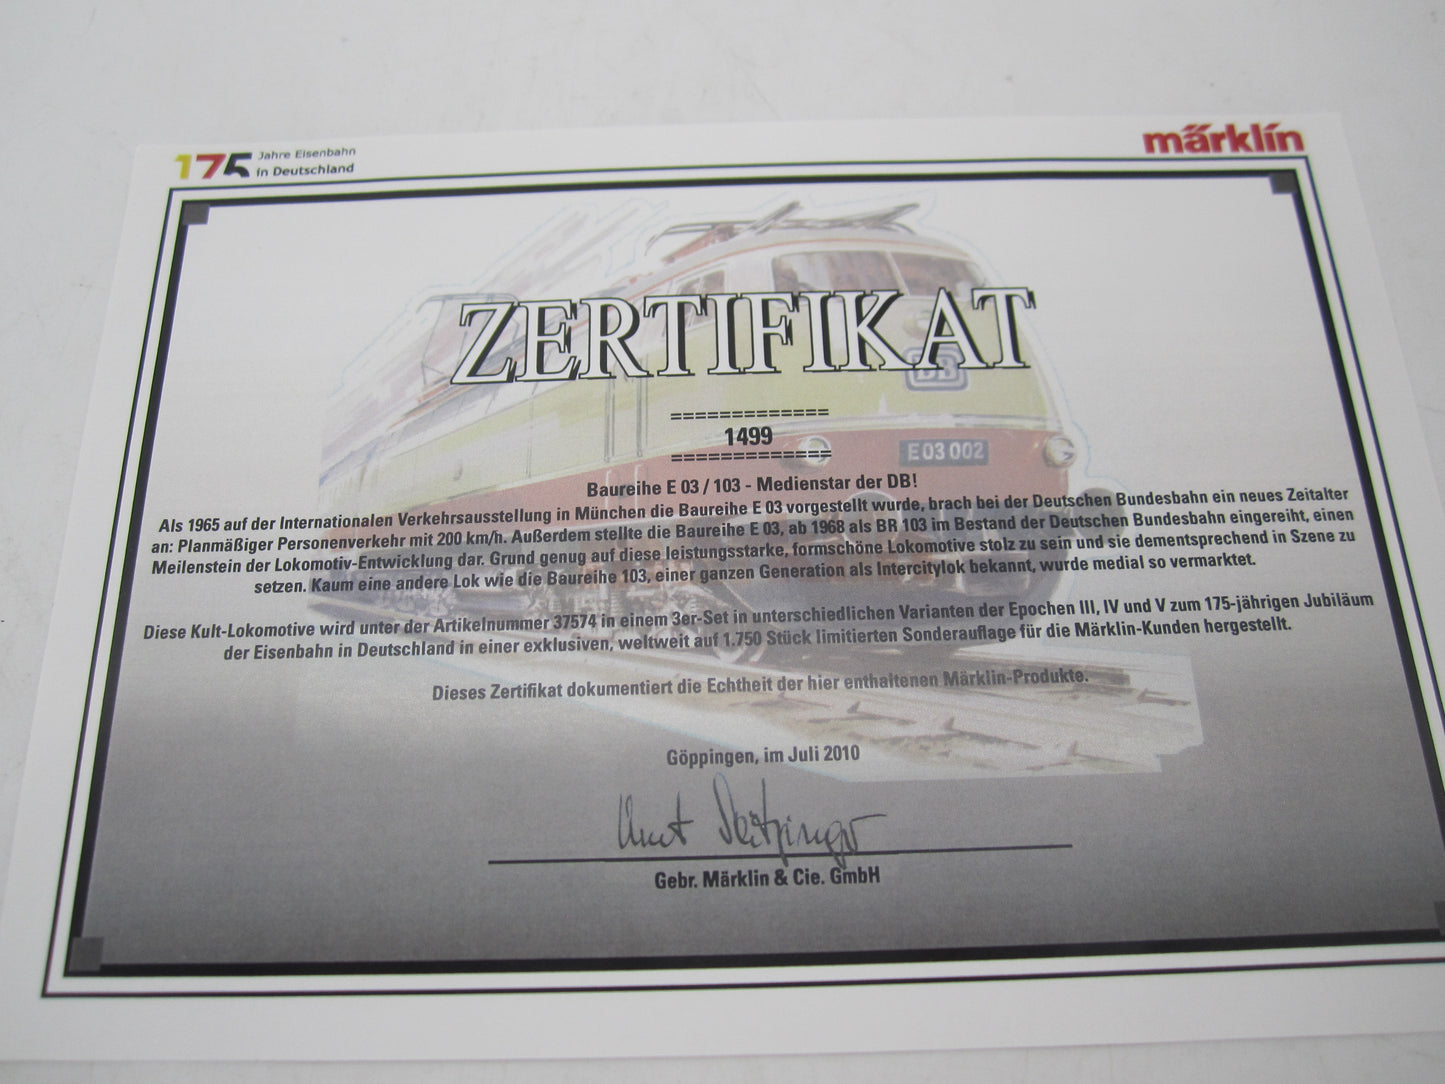 175 Jahre Eisenbahn
in Deutschland
märklin
ZERTIFIKAT
=============
1499
=============
DB
E 03 002
Baureihe E 03 / 103 - Medienstar der DB!
Als 1965 auf der Internationalen Verkehrsausstellung in München die Baureihe E 03 vorgestellt wurde, brach bei der Deutschen Bundesbahn ein neues Zeitalter
an: Planmäßiger Personenverkehr mit 200 km/h. Außerdem stellte die Baureihe E 03, ab 1968 als BR 103 im Bestand der Deutschen Bundesbahn eingereiht, einen
Meilenstein der Lokomotiv-Entwicklung dar. Grund genug auf diese leistungsstarke, formschöne Lokomotive stolz zu sein und sie dementsprechend in Szene zu
setzen. Kaum eine andere Lok wie die Baureihe 103, einer ganzen Generation als Intercitylok bekannt, wurde medial so vermarktet.
Diese Kult-Lokomotive wird unter der Artikelnummer 37574 in einem 3er-Set in unterschiedlichen Varianten der Epochen III, IV und V zum 175-jährigen Jubiläum
der Eisenbahn in Deutschland in einer exklusiven, weltweit auf 1.750 Stück limitierten Sonderauflage für die Märklin-Kunden hergestellt.
Dieses Zertifikat dokumentiert die Echtheit der hier enthaltenen Märklin-Produkte.
Göppingen, im Juli 2010
Gebr. Märklin & Cie. GmbH